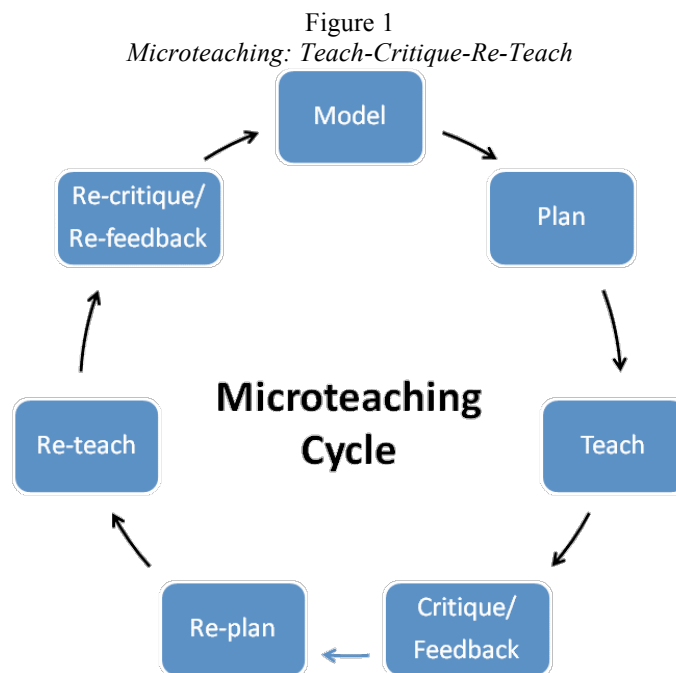 Figure 1
Microteaching: Teach-Critique-Re-Teach
Model
Plan
Teach
Critique/
Feedback
Re-plan
Re-teach
Re-critique/
Re-feedback
Microteaching
Cycle